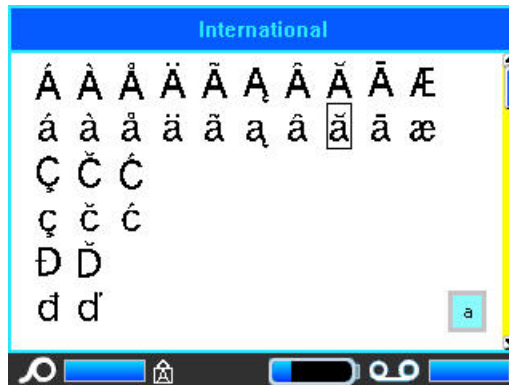 International
Á À Å Ä Ã Ą Â Ă Ā Æ
á à å ä ã ą â ă ā æ
Ç Č Ć
ç č ć
Đ Ď
đ ď
a
A